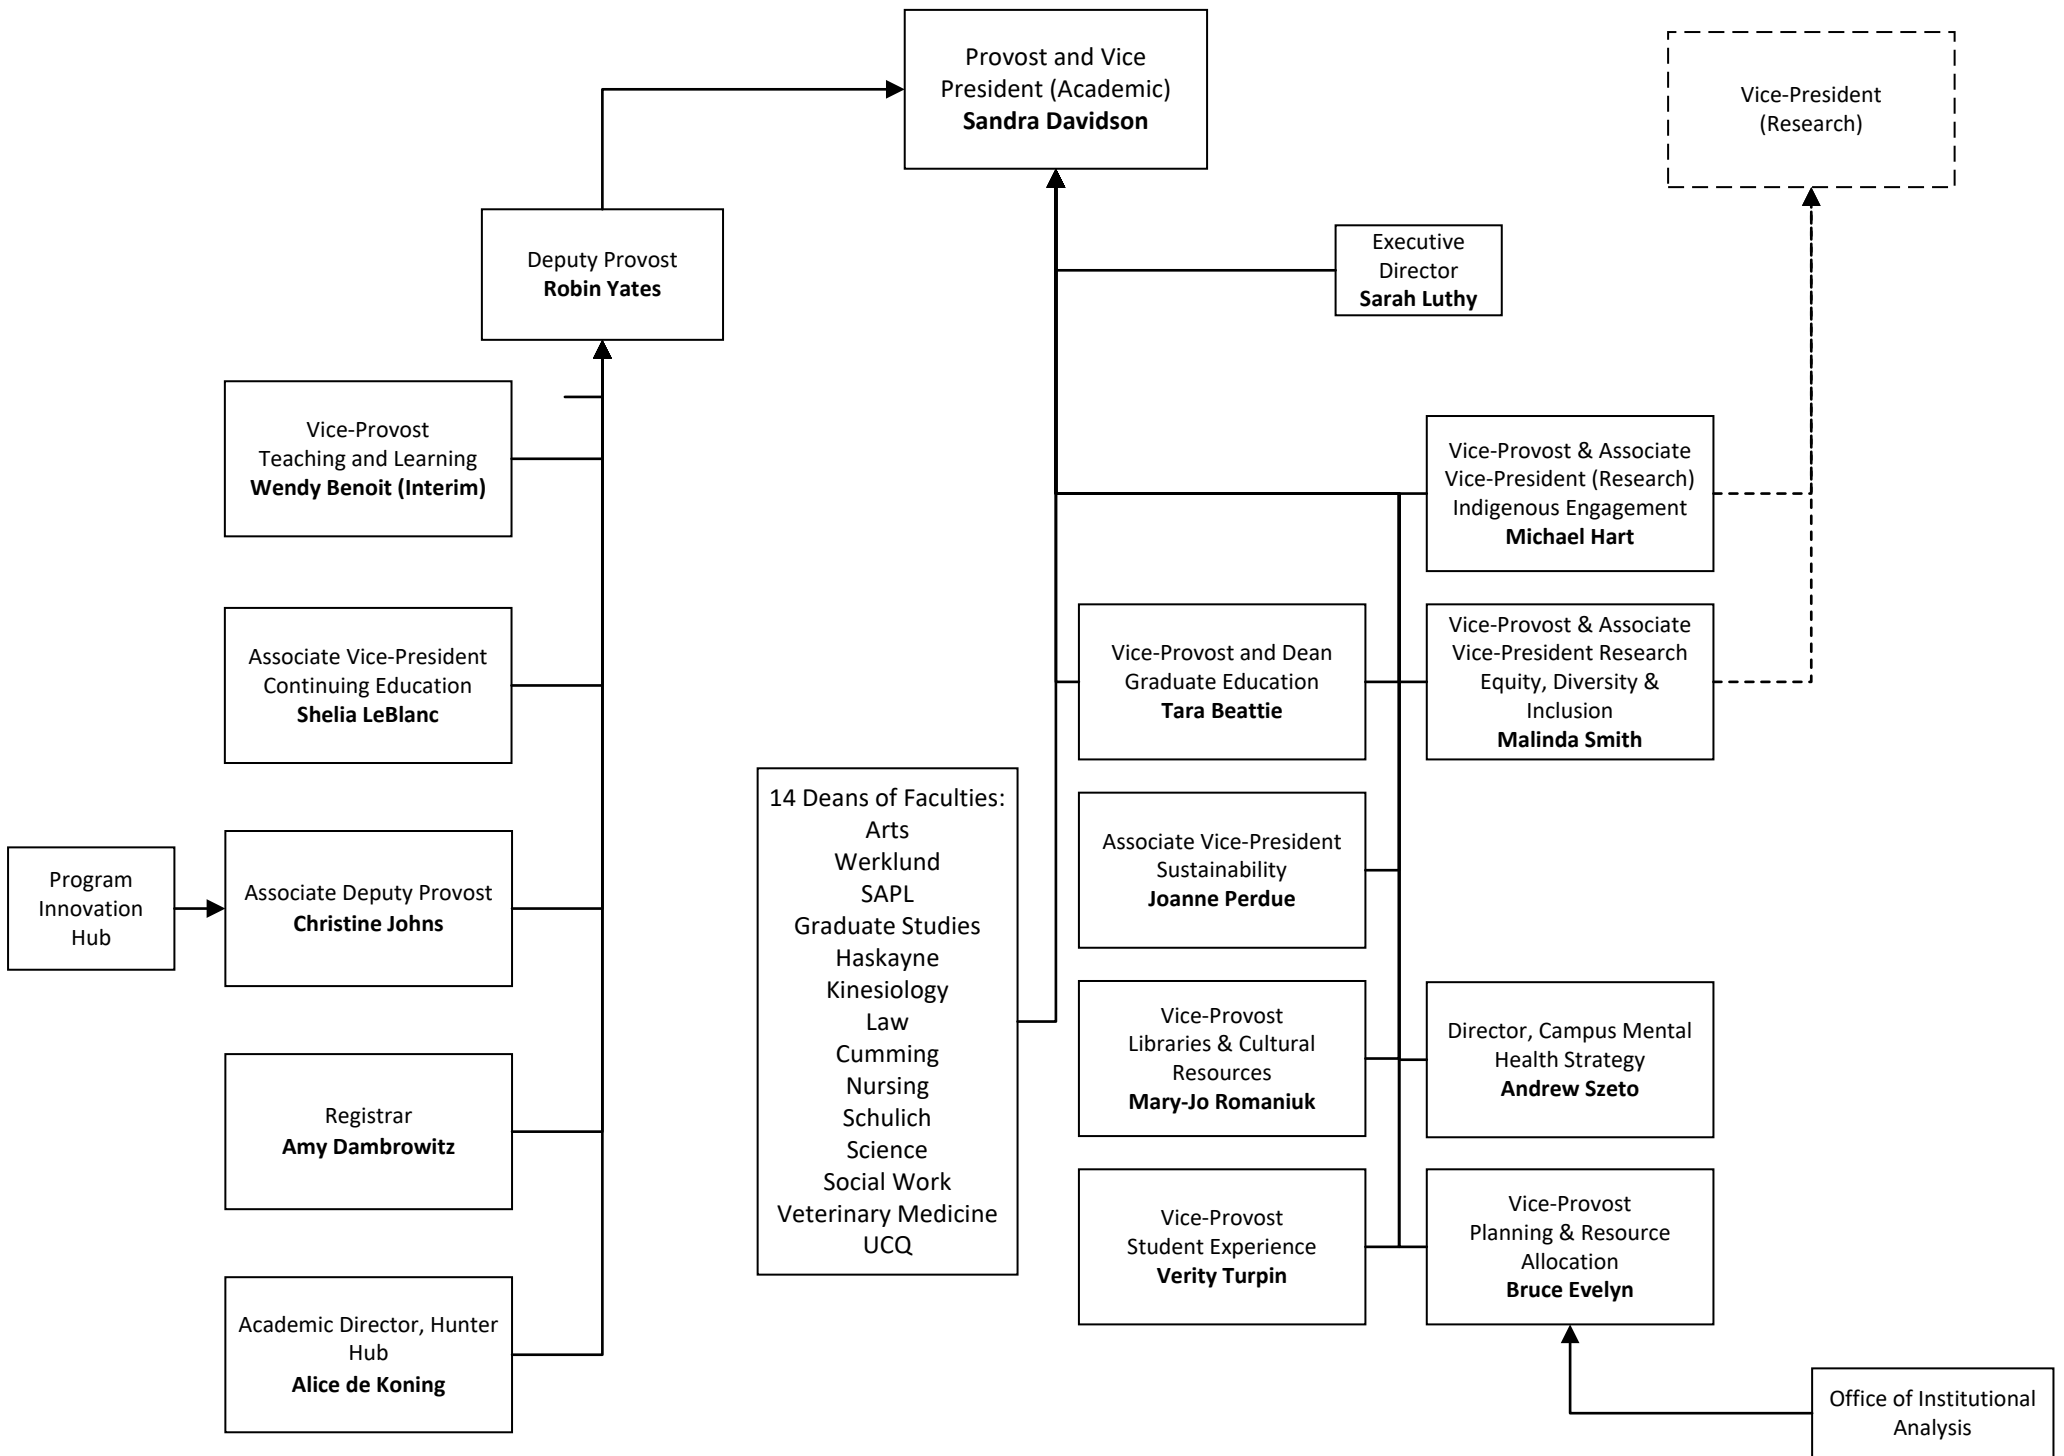 Provost and Vice
President (Academic)
Sandra Davidson
Vice-President
(Research)
Deputy Provost
Robin Yates
Executive
Director
Sarah Luthy
Vice-Provost
Teaching and Learning
Wendy Benoit (Interim)
Vice-Provost & Associate
Vice-President (Research)
Indigenous Engagement
Michael Hart
Associate Vice-President
Continuing Education
Shelia LeBlanc
Vice-Provost and Dean
Graduate Education
Tara Beattie
Vice-Provost & Associate
Vice-President Research
Equity, Diversity &
Inclusion
Malinda Smith
14 Deans of Faculties:
Arts
Werklund
SAPL
Graduate Studies
Haskayne
Kinesiology
Law
Cumming
Nursing
Schulich
Science
Social Work
Veterinary Medicine
UCQ
Associate Vice-President
Sustainability
Joanne Perdue
Program
Innovation
Hub
Associate Deputy Provost
Christine Johns
Vice-Provost
Libraries & Cultural
Resources
Mary-Jo Romaniuk
Director, Campus Mental
Health Strategy
Andrew Szeto
Registrar
Amy Dambrowitz
Vice-Provost
Student Experience
Verity Turpin
Vice-Provost
Planning & Resource
Allocation
Bruce Evelyn
Academic Director, Hunter
Hub
Alice de Koning
Office of Institutional
Analysis